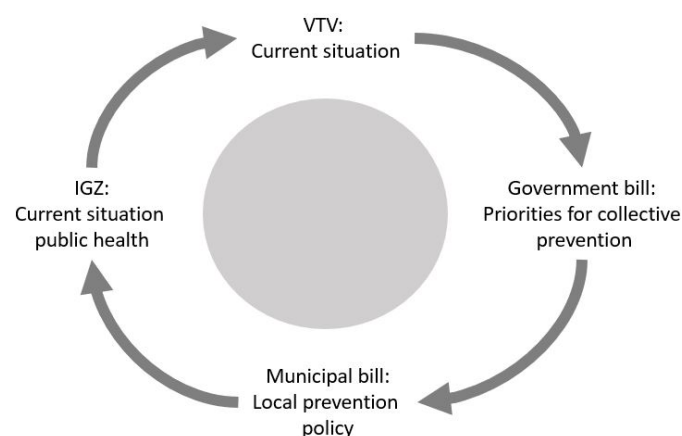 VTV:
Current situation
Government bill:
Priorities for collective
prevention
Municipal bill:
Local prevention
policy
IGZ:
Current situation
public health